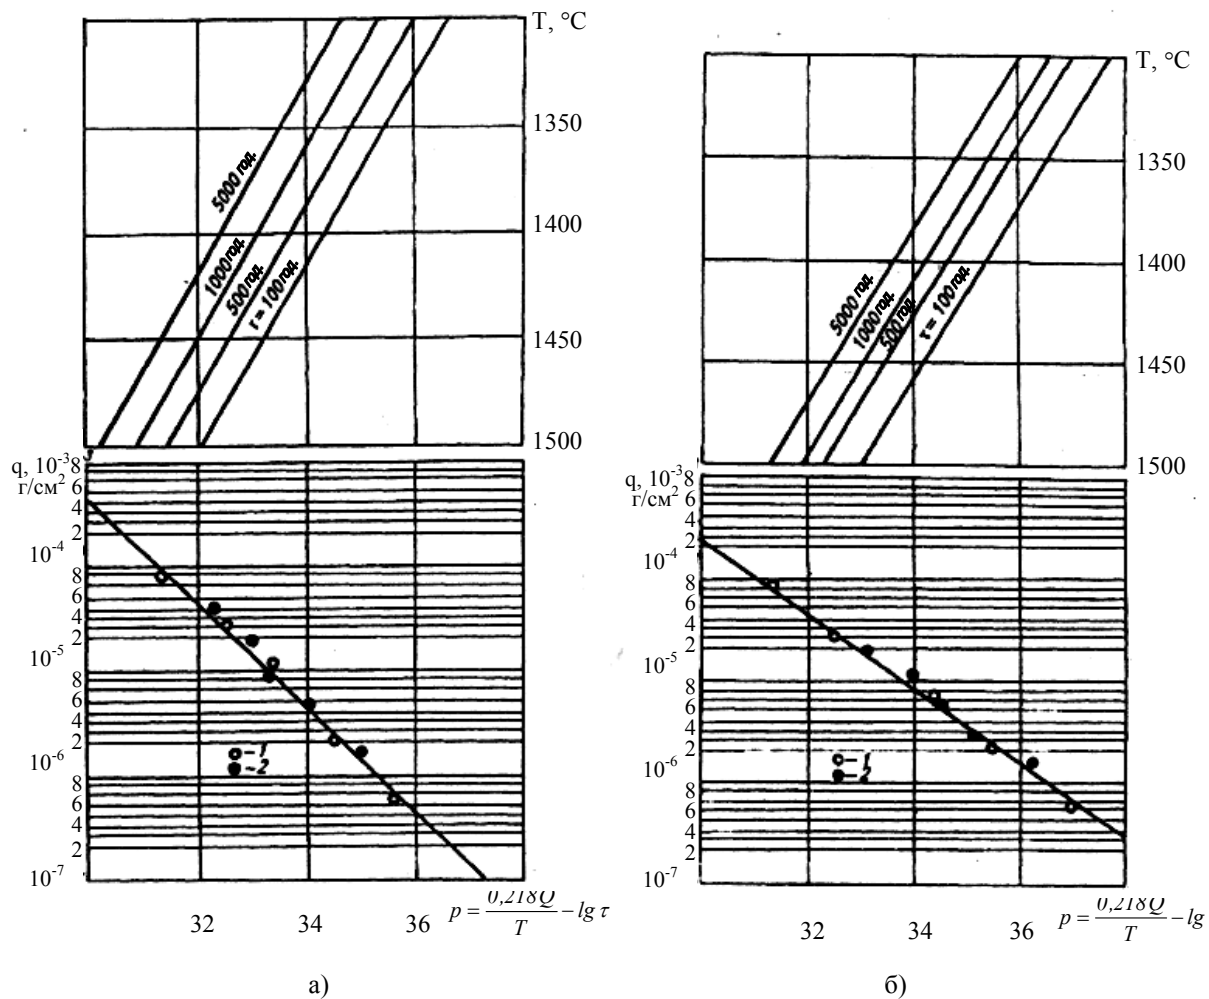 T, °C
1350
1400
1450
1500
5000 год.
1000 год.
500 год.
τ = 100 год.
q, 10⁻³
г/см²
8
6
4
2
10⁻⁴
8
6
4
2
10⁻⁵
8
6
4
2
10⁻⁶
8
6
4
2
10⁻⁷
о-1
●-2
32
34
36
p = 0,218Q / T − lg τ
а)
T, °C
1350
1400
1450
1500
5000 год.
1000 год.
500 год.
τ = 100 год.
q, 10⁻³
г/см²
8
6
4
2
10⁻⁴
8
6
4
2
10⁻⁵
8
6
4
2
10⁻⁶
8
6
4
2
10⁻⁷
о-1
●-2
32
34
36
p = 0,218Q / T − lg
б)